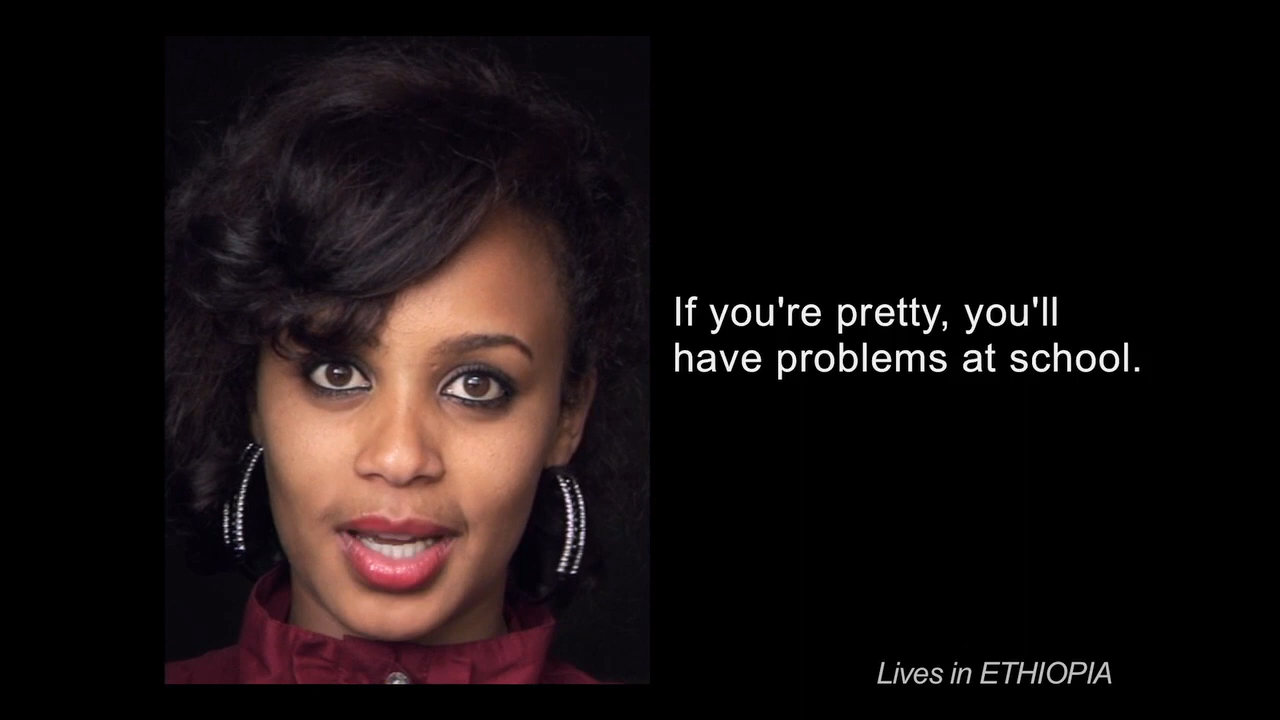 If you're pretty, you'll
have problems at school.
Lives in ETHIOPIA